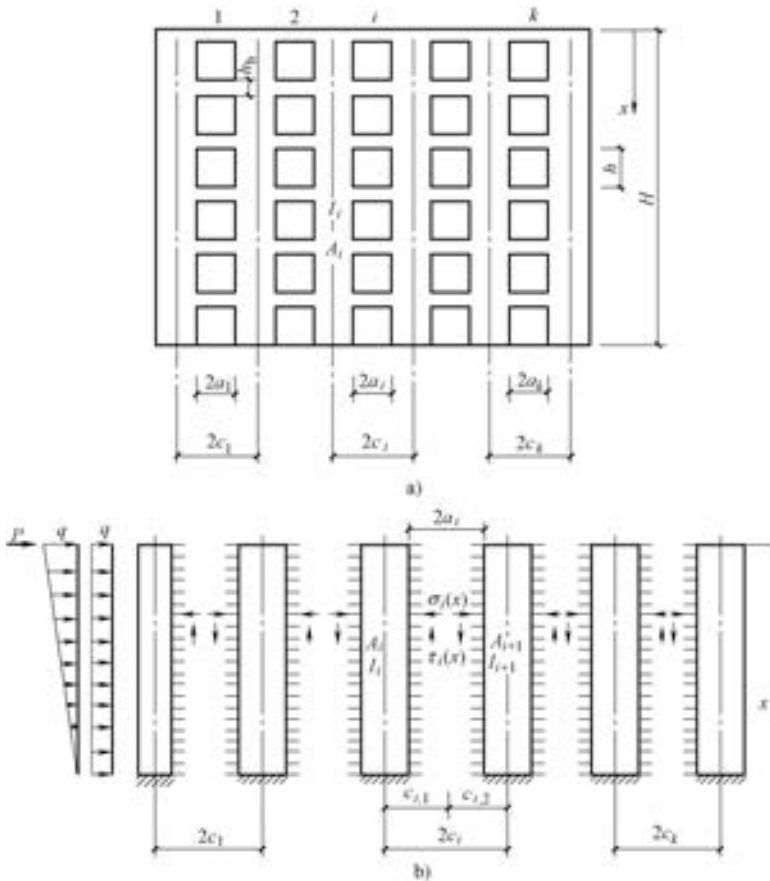 1 2 i k
h_b
x
h
H
I_i
A_i
2a_1 2a_i 2a_k
2c_1 2c_i 2c_k
a)
P q q 2a_i
σ_i(x)
A_i A_{i+1}
τ_i(x)
I_i I_{i+1}
x
c_{i,1} c_{i,2}
2c_1 2c_i 2c_k
b)